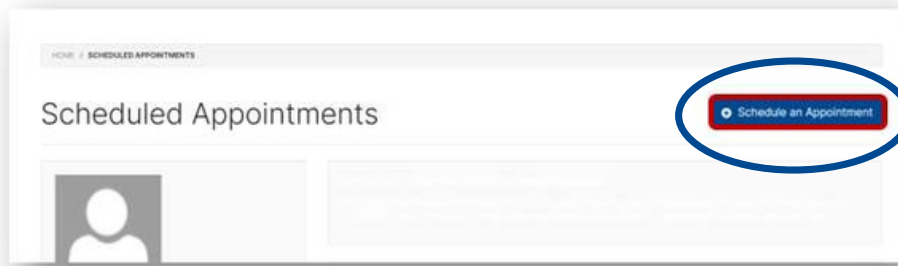 HOME / SCHEDULED APPOINTMENTS
Scheduled Appointments
Schedule an Appointment